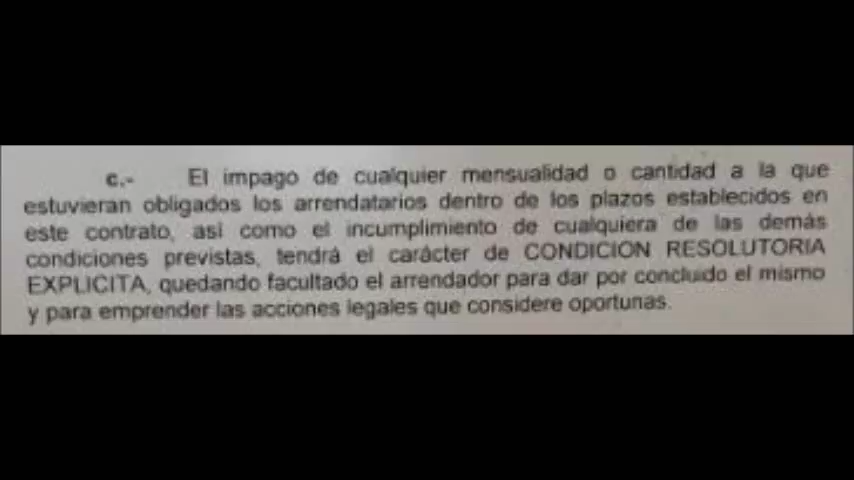 c.- El impago de cualquier mensualidad o cantidad a la que
estuvieran obligados los arrendatarios dentro de los plazos establecidos en
este contrato, así como el incumplimiento de cualquiera de las demás
condiciones previstas, tendrá el carácter de CONDICION RESOLUTORIA
EXPLICITA, quedando facultado el arrendador para dar por concluido el mismo
y para emprender las acciones legales que considere oportunas.